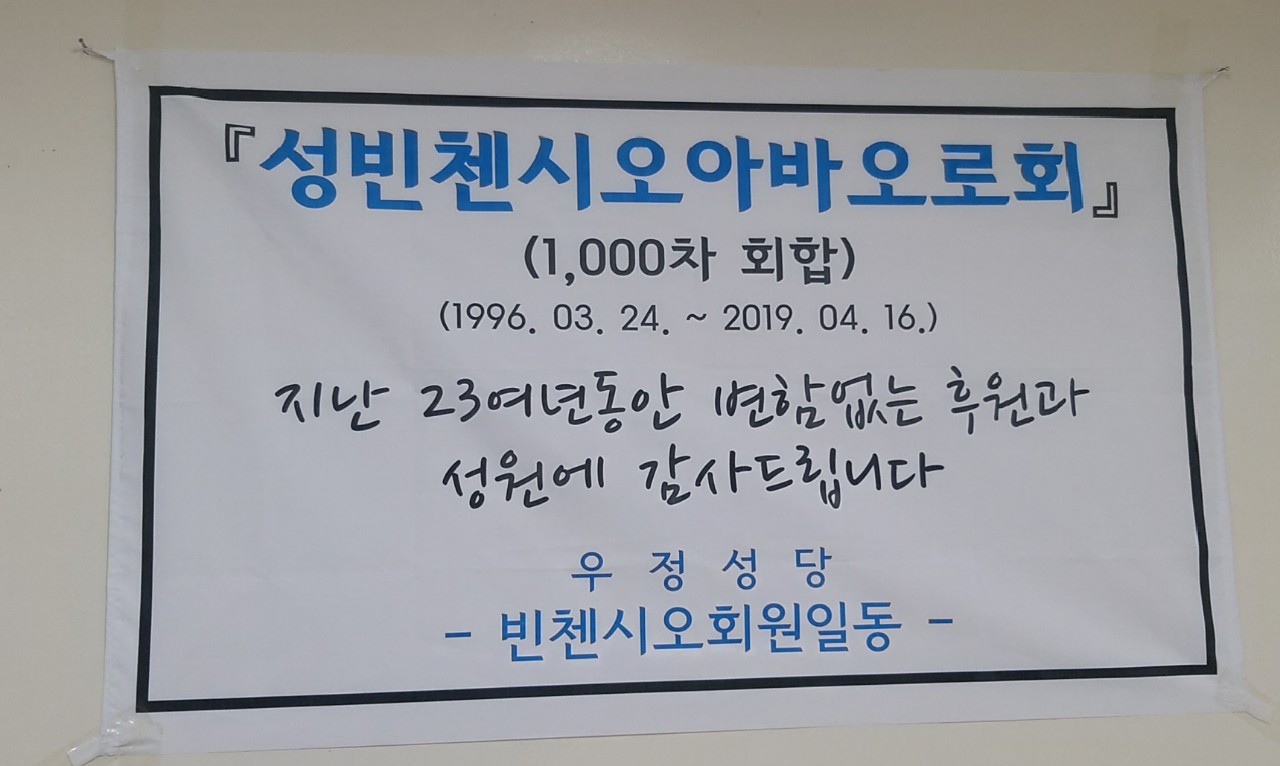 『성빈첸시오아바오로회』
(1,000차 회합)
(1996. 03. 24. ~ 2019. 04. 16.)
지난 23여년동안 변함없는 후원과
성원에 감사드립니다
우 정 성 당
- 빈첸시오회원일동 -